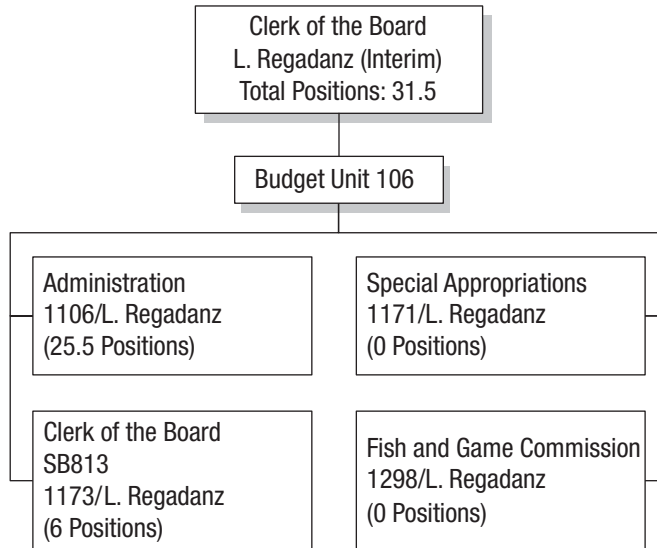 Clerk of the Board
L. Regadanz (Interim)
Total Positions: 31.5
Budget Unit 106
Administration
1106/L. Regadanz
(25.5 Positions)
Special Appropriations
1171/L. Regadanz
(0 Positions)
Clerk of the Board
SB813
1173/L. Regadanz
(6 Positions)
Fish and Game Commission
1298/L. Regadanz
(0 Positions)